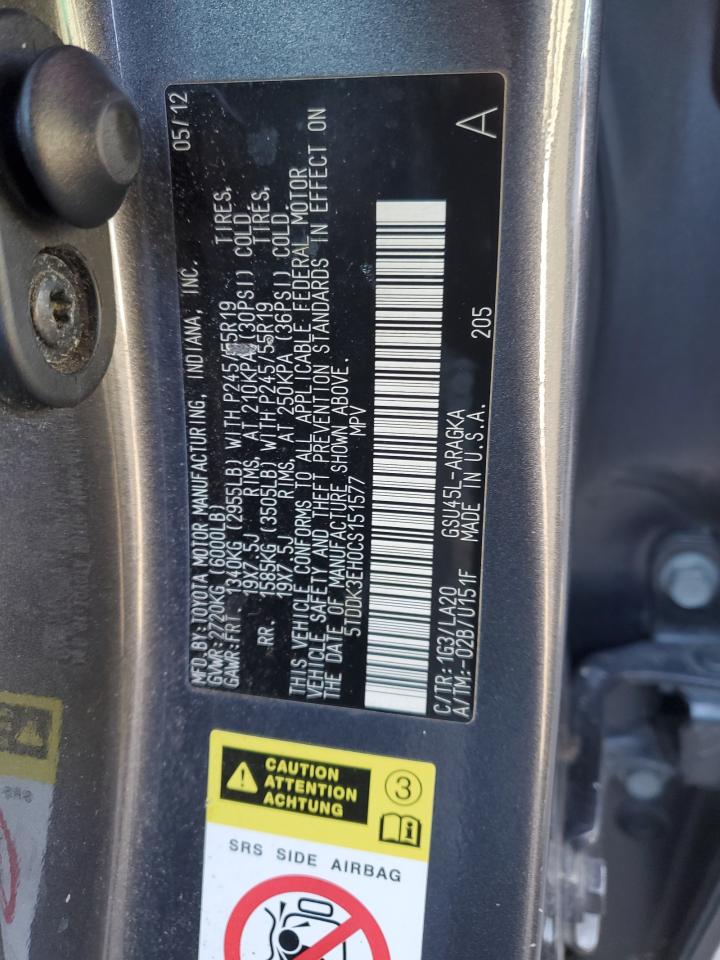 MFD.BY:TOYOTA MOTOR MANUFACTURING, INDIANA, INC. 05/12
GVWR:2720KG (6000LB)
GAWR:FRT. 1340KG (2955LB) WITH P245/55R19 TIRES,
19X7.5J RIMS, AT 210KPA (30PSI) COLD.
RR. 1585KG (3505LB) WITH P245/55R19 TIRES,
19X7.5J RIMS, AT 250KPA (36PSI) COLD.
THIS VEHICLE CONFORMS TO ALL APPLICABLE FEDERAL MOTOR
VEHICLE SAFETY AND THEFT PREVENTION STANDARDS IN EFFECT ON
THE DATE OF MANUFACTURE SHOWN ABOVE.
5TDDK3EH0CS151577 MPV
C/TR:1G3/LA20 GSU45L-ARAGKA 205 A
A/TM:-02B/U151F MADE IN U.S.A.
CAUTION
ATTENTION
ACHTUNG
3
SRS SIDE AIRBAG